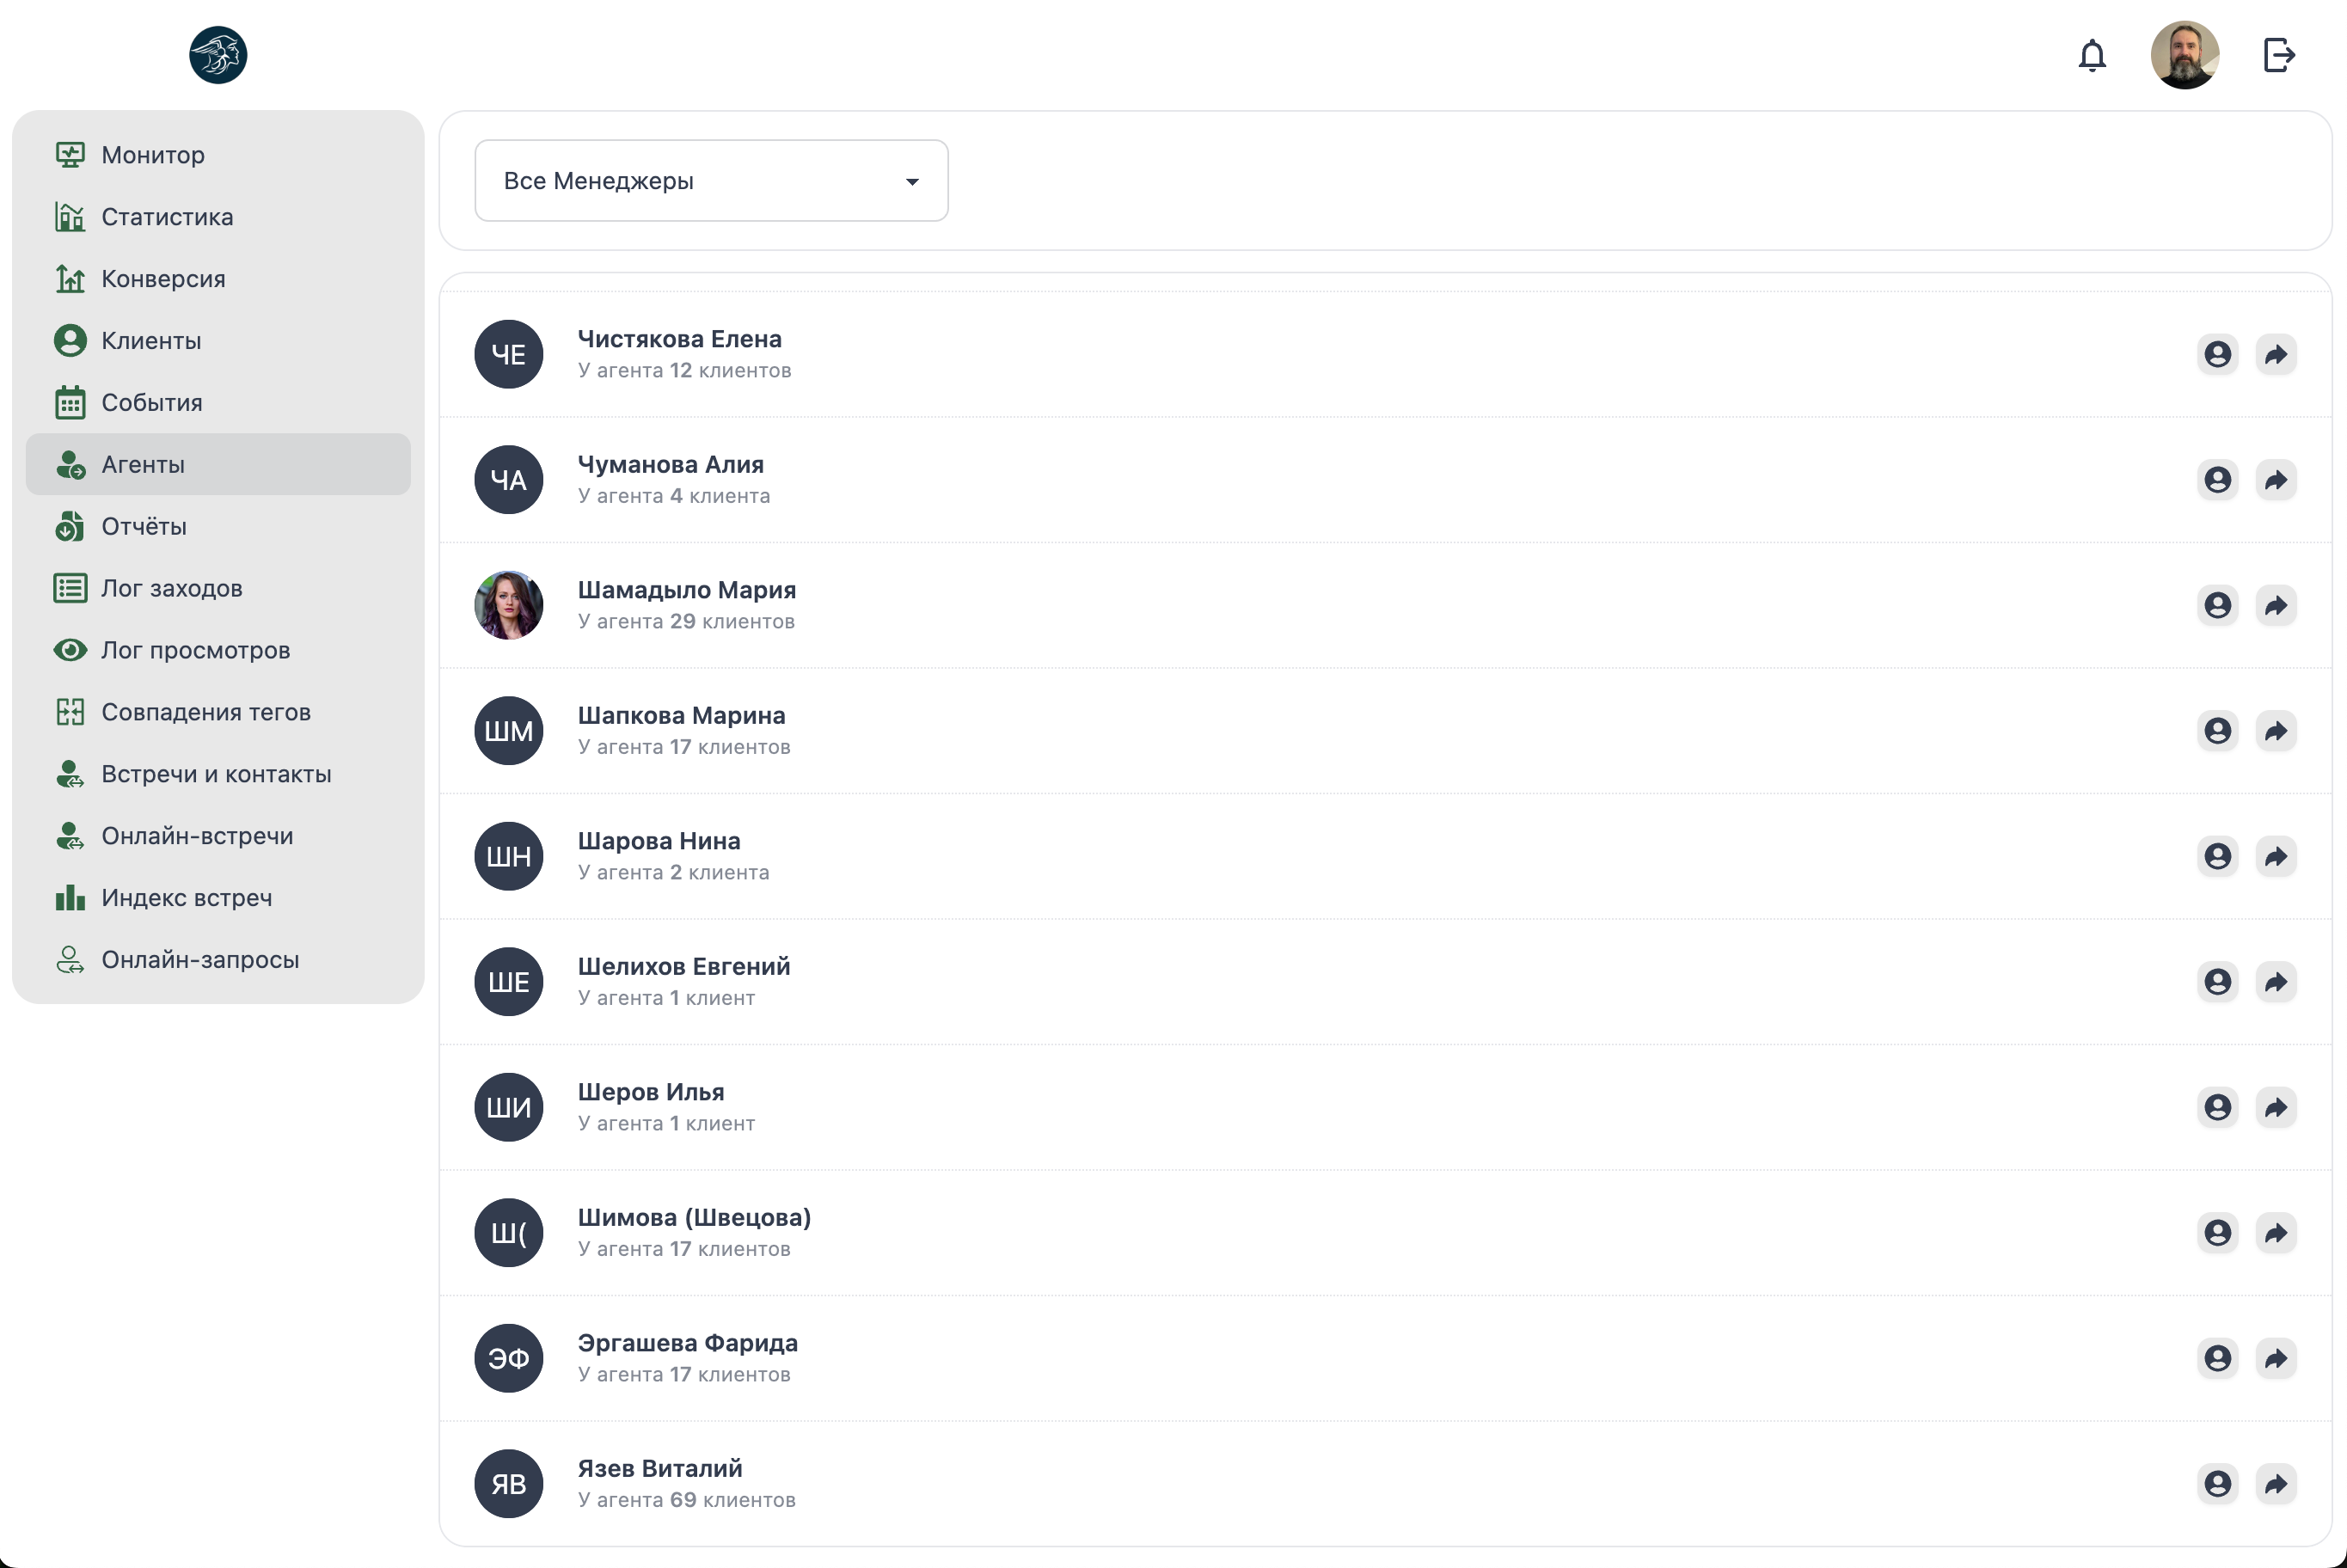 Монитор
Статистика
Конверсия
Клиенты
События
Агенты
Отчёты
Лог заходов
Лог просмотров
Совпадения тегов
Встречи и контакты
Онлайн-встречи
Индекс встреч
Онлайн-запросы
Все Менеджеры
ЧЕ
Чистякова Елена
У агента 12 клиентов
ЧА
Чуманова Алия
У агента 4 клиента
Шамадыло Мария
У агента 29 клиентов
ШМ
Шапкова Марина
У агента 17 клиентов
ШН
Шарова Нина
У агента 2 клиента
ШЕ
Шелихов Евгений
У агента 1 клиент
ШИ
Шеров Илья
У агента 1 клиент
Ш(
Шимова (Швецова)
У агента 17 клиентов
ЭФ
Эргашева Фарида
У агента 17 клиентов
ЯВ
Язев Виталий
У агента 69 клиентов